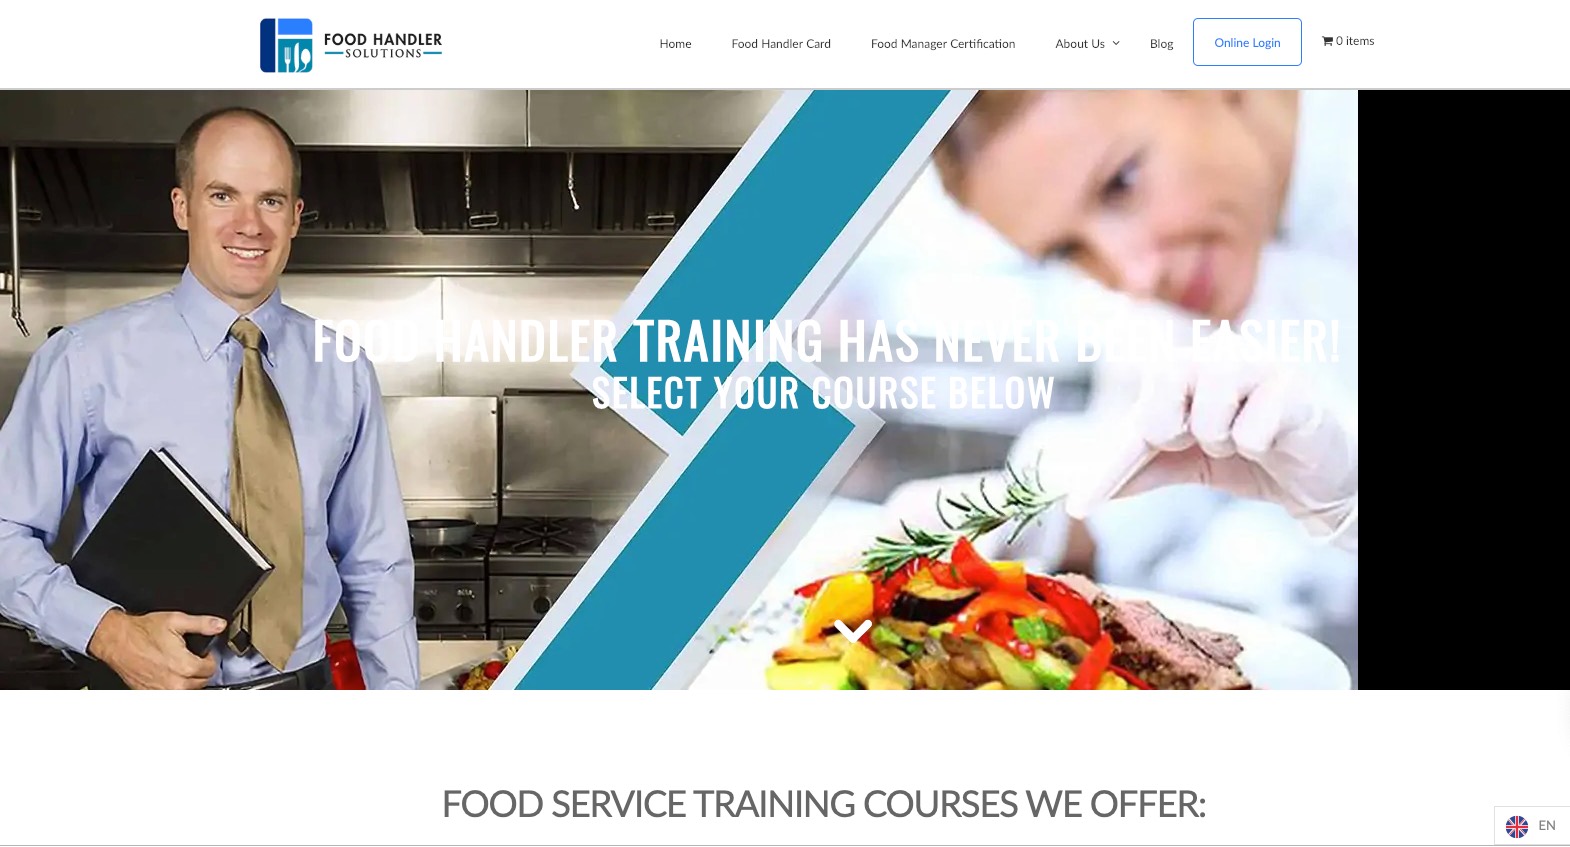 FOOD HANDLER
SOLUTIONS
Home
Food Handler Card
Food Manager Certification
About Us
Blog
Online Login
0 items
FOOD HANDLER TRAINING HAS NEVER BEEN EASIER!
SELECT YOUR COURSE BELOW
FOOD SERVICE TRAINING COURSES WE OFFER:
EN